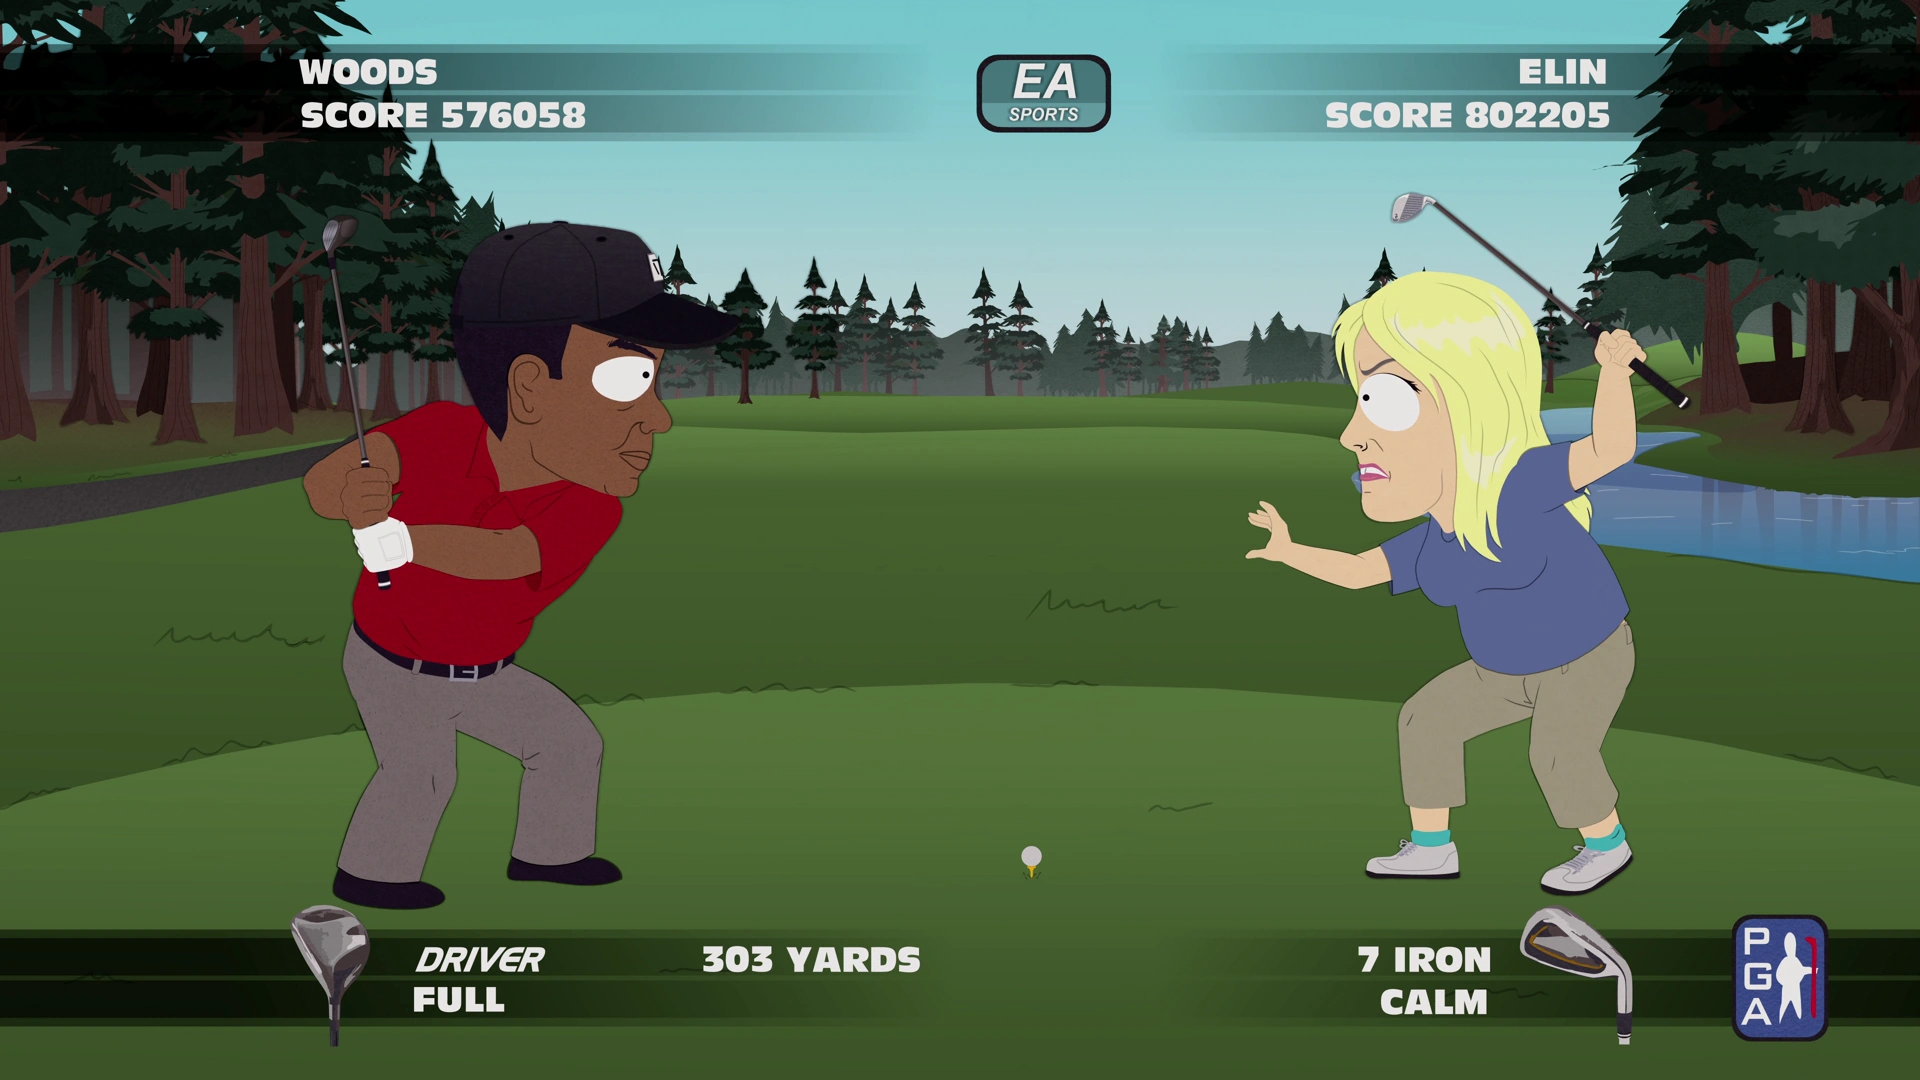 WOODS
SCORE 576058
EA
SPORTS
ELIN
SCORE 802205
DRIVER
FULL
303 YARDS
7 IRON
CALM
PGA